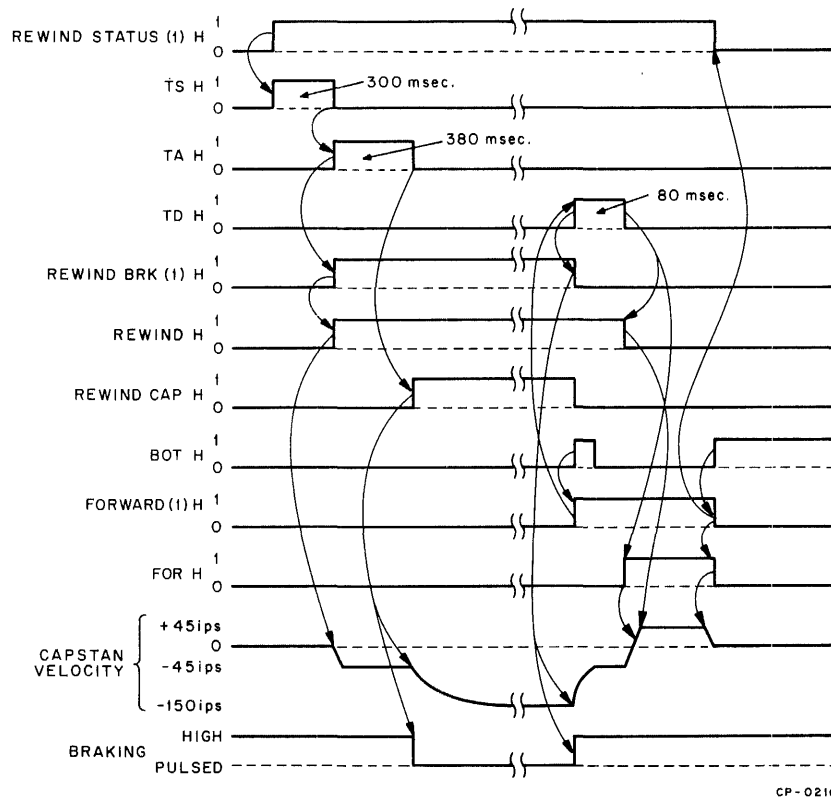 REWIND STATUS (1) H
1
0
TS H
1
0
300 msec.
TA H
1
0
380 msec.
TD H
1
0
80 msec.
REWIND BRK (1) H
1
0
REWIND H
1
0
REWIND CAP H
1
0
BOT H
1
0
FORWARD (1) H
1
0
FOR H
1
0
CAPSTAN VELOCITY
+45ips
0
-45ips
-150ips
BRAKING
HIGH
PULSED